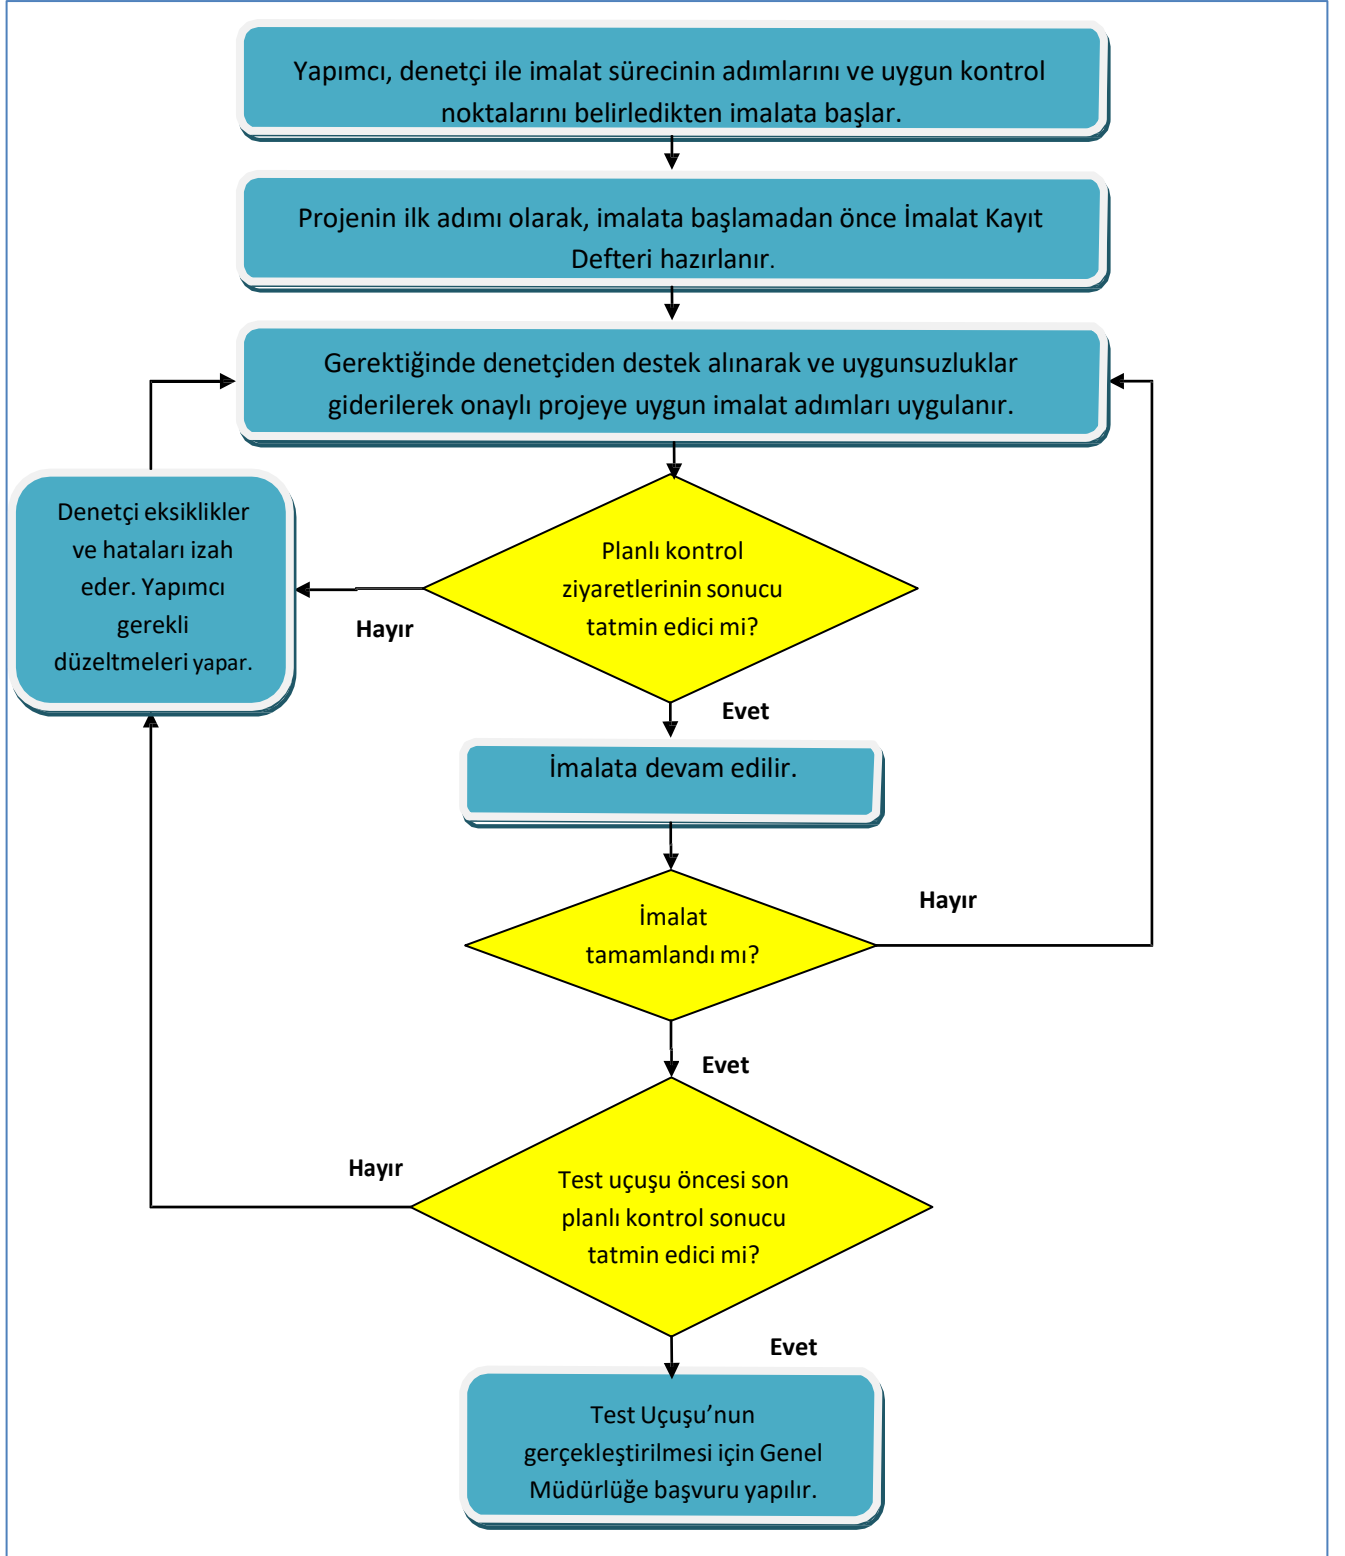 Yapımcı, denetçi ile imalat sürecinin adımlarını ve uygun kontrol
noktalarını belirledikten imalata başlar.
Projenin ilk adımı olarak, imalata başlamadan önce İmalat Kayıt
Defteri hazırlanır.
Gerektiğinde denetçiden destek alınarak ve uygunsuzluklar
giderilerek onaylı projeye uygun imalat adımları uygulanır.
Denetçi eksiklikler
ve hataları izah
eder. Yapımcı
gerekli
düzeltmeleri yapar.
Planlı kontrol
ziyaretlerinin sonucu
tatmin edici mi?
Hayır
Evet
İmalata devam edilir.
İmalat
tamamlandı mı?
Hayır
Evet
Hayır
Test uçuşu öncesi son
planlı kontrol sonucu
tatmin edici mi?
Evet
Test Uçuşu’nun
gerçekleştirilmesi için Genel
Müdürlüğe başvuru yapılır.